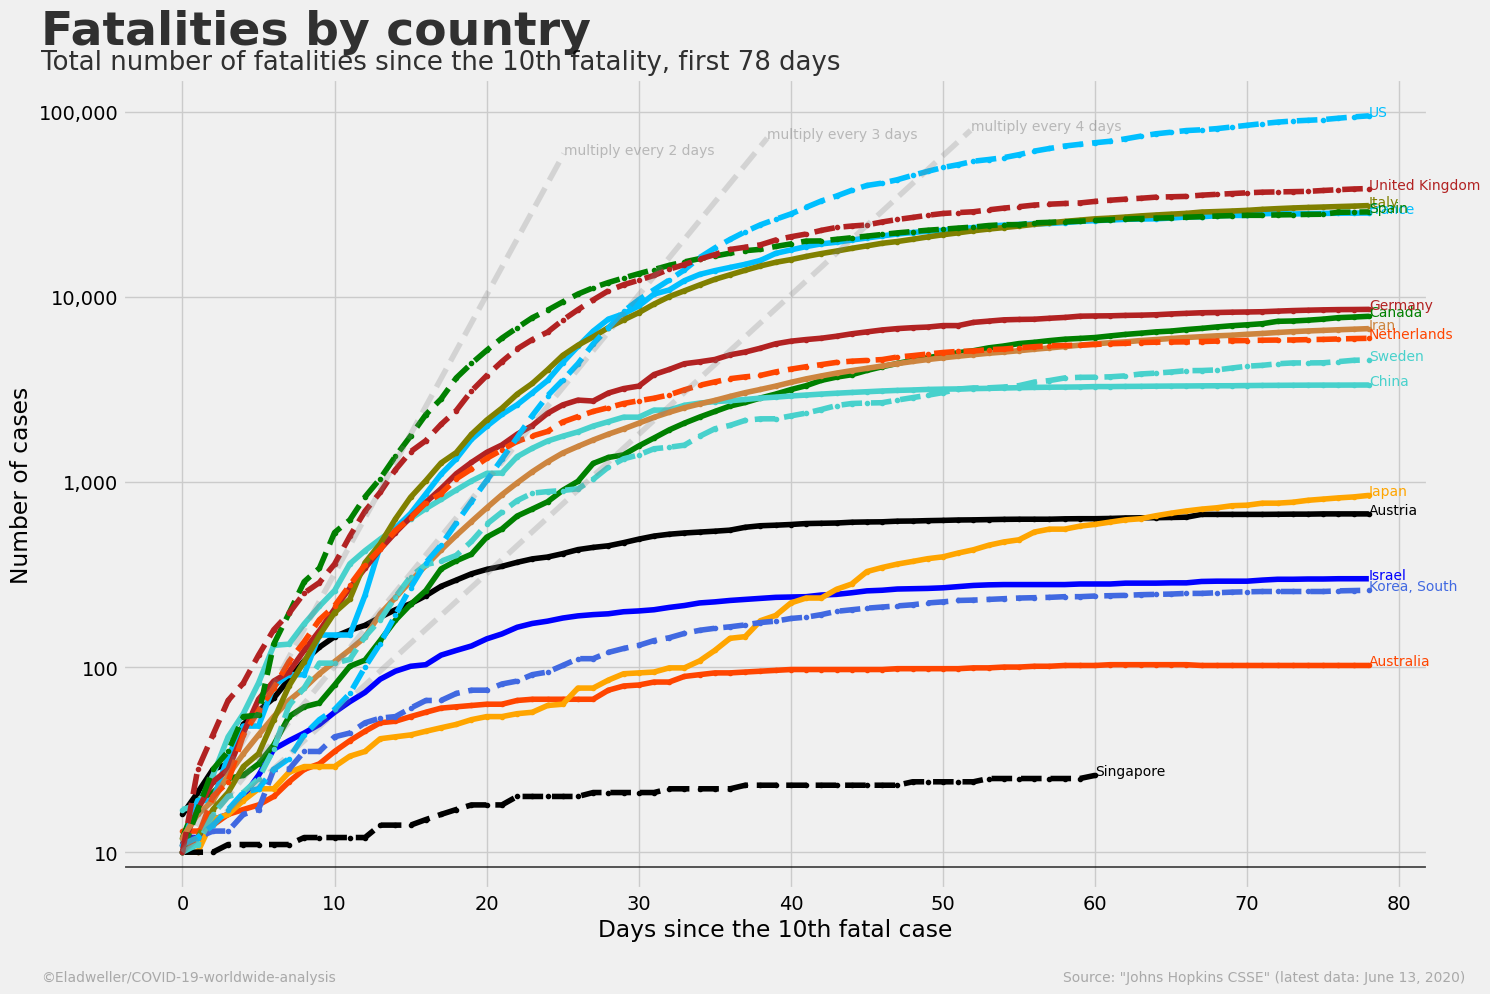 Fatalities by country
Total number of fatalities since the 10th fatality, first 78 days
100,000
10,000
1,000
100
10
Number of cases
multiply every 2 days
multiply every 3 days
multiply every 4 days
US
United Kingdom
Italy
Spain
Germany
Canada
Iran
Netherlands
Sweden
China
Japan
Austria
Israel
Korea, South
Australia
Singapore
0 10 20 30 40 50 60 70 80
Days since the 10th fatal case
©Eladweller/COVID-19-worldwide-analysis
Source: "Johns Hopkins CSSE" (latest data: June 13, 2020)